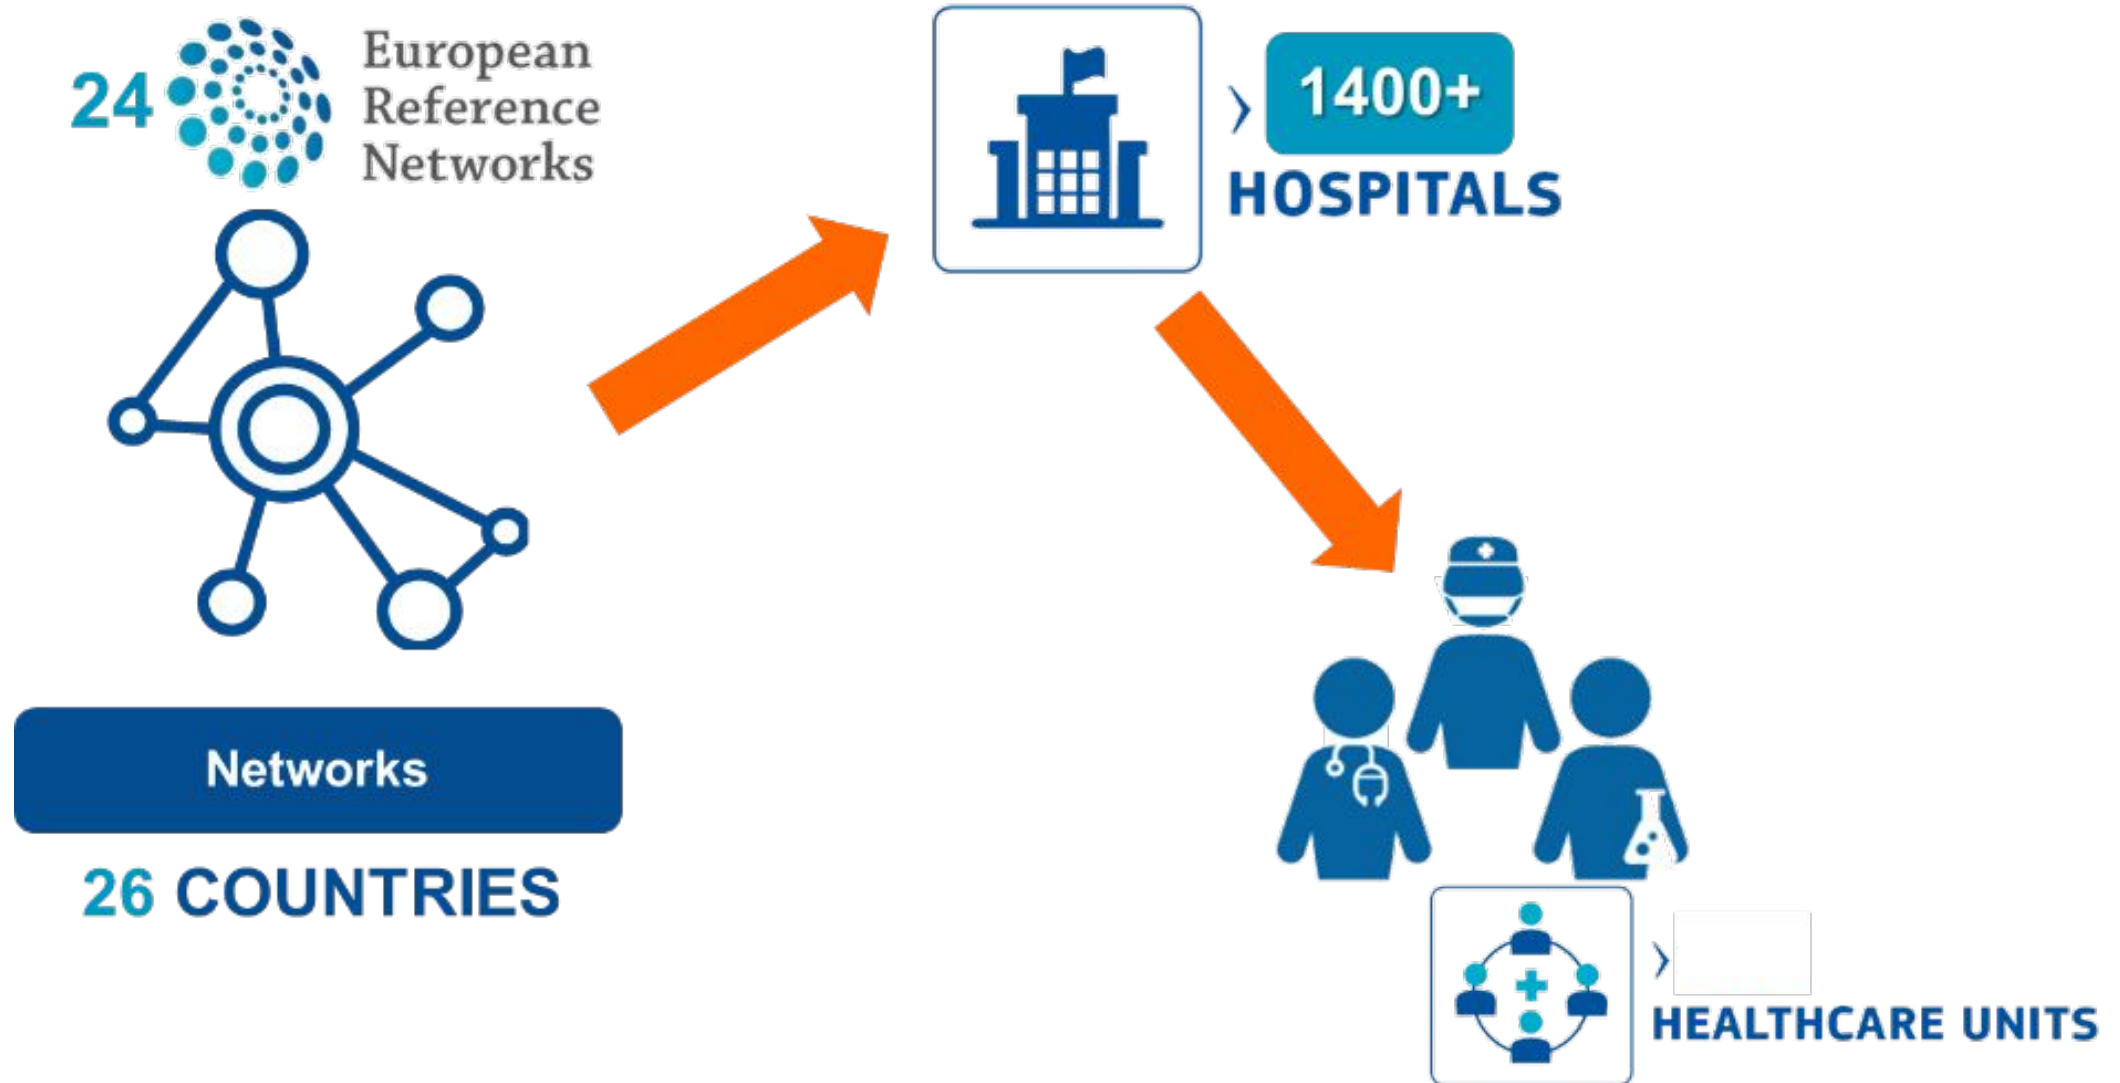 24
European
Reference
Networks
1400+
HOSPITALS
Networks
26 COUNTRIES
HEALTHCARE UNITS